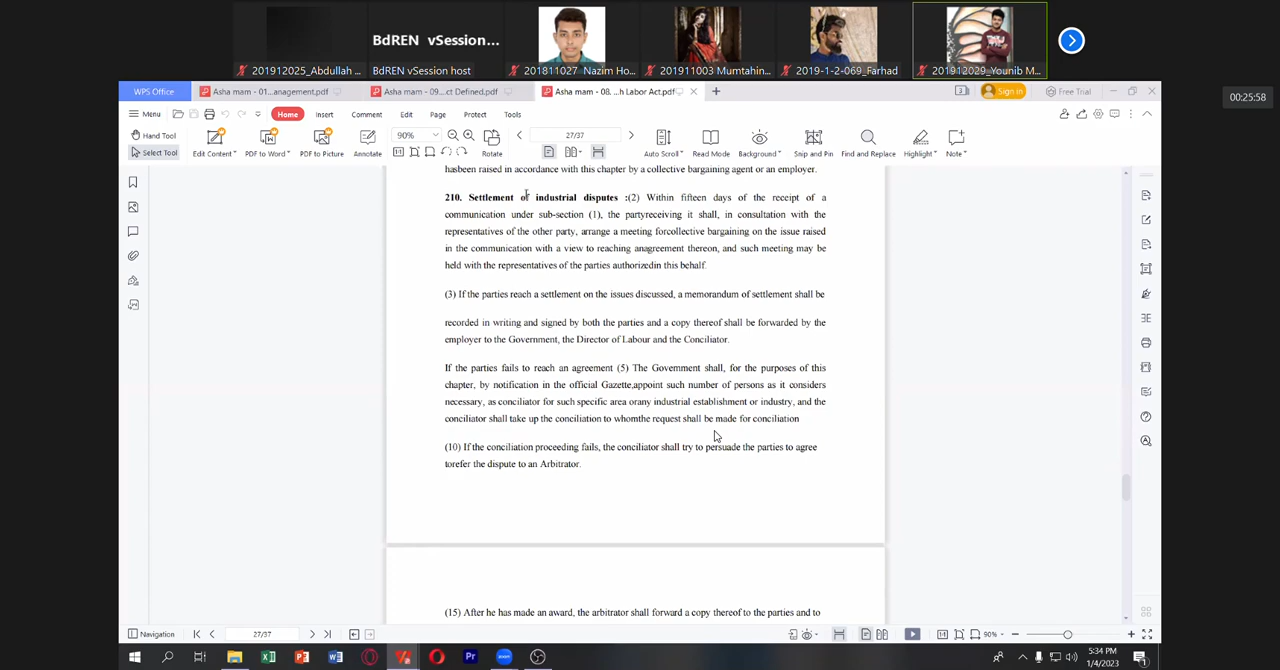 BdREN vSession...
201912025_Abdullah ...
BdREN vSession host
201811027_Nazim Ho...
201911003 Mumtahin...
2019-1-2-069_Farhad
201912029_Younib M...
00:25:58
WPS Office
Asha mam - 01...anagement.pdf
Asha mam - 09....ct Defined.pdf
Asha mam - 08. ...h Labor Act.pdf
Sign in
Free Trial
Menu
Home
Insert
Comment
Edit
Page
Protect
Tools
Hand Tool
Select Tool
Edit Content
PDF to Word
PDF to Picture
Annotate
90%
Rotate
27/37
Auto Scroll
Read Mode
Background
Snip and Pin
Find and Replace
Highlight
Note
hasbeen raised in accordance with this chapter by a collective bargaining agent or an employer.
210. Settlement of industrial disputes :(2) Within fifteen days of the receipt of a
communication under sub-section (1), the partyreceiving it shall, in consultation with the
representatives of the other party, arrange a meeting forcollective bargaining on the issue raised
in the communication with a view to reaching anagreement thereon, and such meeting may be
held with the representatives of the parties authorizedin this behalf.
(3) If the parties reach a settlement on the issues discussed, a memorandum of settlement shall be
recorded in writing and signed by both the parties and a copy thereof shall be forwarded by the
employer to the Government, the Director of Labour and the Conciliator.
If the parties fails to reach an agreement (5) The Government shall, for the purposes of this
chapter, by notification in the official Gazette,appoint such number of persons as it considers
necessary, as conciliator for such specific area orany industrial establishment or industry, and the
conciliator shall take up the conciliation to whomthe request shall be made for conciliation
(10) If the conciliation proceeding fails, the conciliator shall try to persuade the parties to agree
torefer the dispute to an Arbitrator.
(15) After he has made an award, the arbitrator shall forward a copy thereof to the parties and to
Navigation
27/37
90%
5:34 PM
1/4/2023